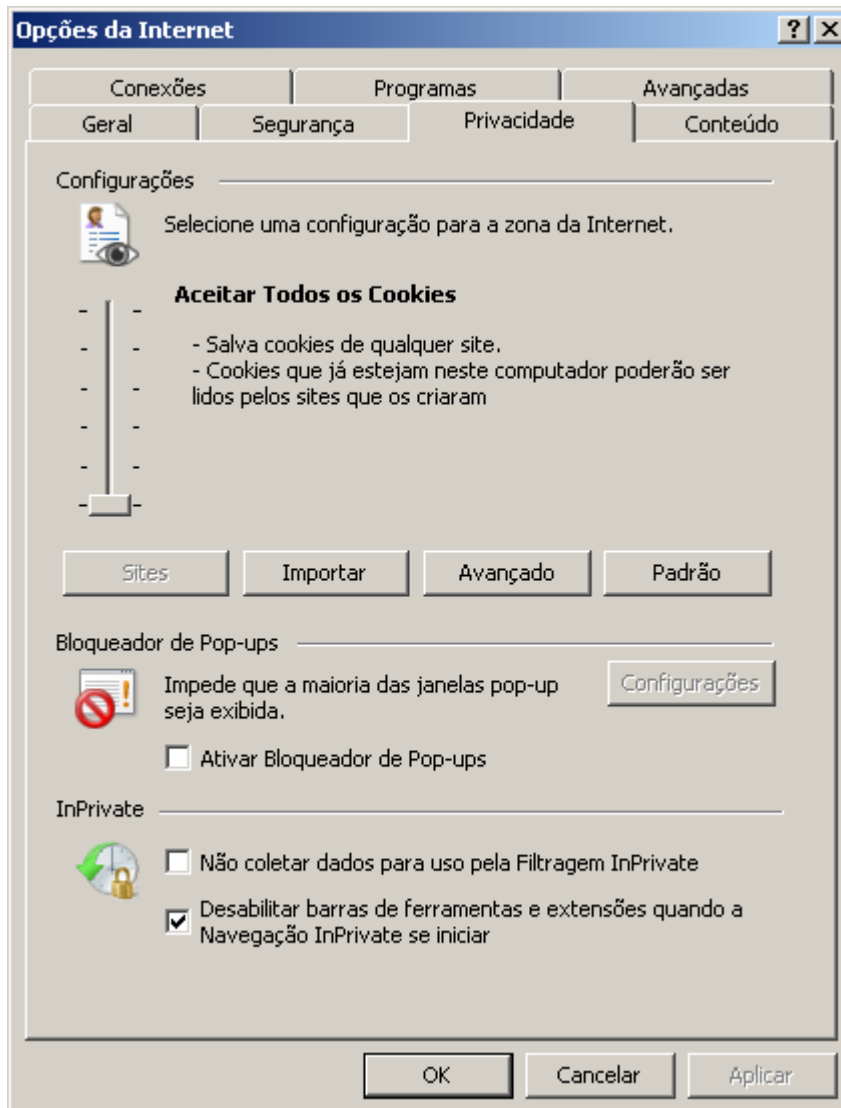 Opções da Internet
Conexões
Programas
Avançadas
Geral
Segurança
Privacidade
Conteúdo
Configurações
Selecione uma configuração para a zona da Internet.
Aceitar Todos os Cookies
- Salva cookies de qualquer site.
- Cookies que já estejam neste computador poderão ser
lidos pelos sites que os criaram
Sites
Importar
Avançado
Padrão
Bloqueador de Pop-ups
Impede que a maioria das janelas pop-up
seja exibida.
Configurações
Ativar Bloqueador de Pop-ups
InPrivate
Não coletar dados para uso pela Filtragem InPrivate
Desabilitar barras de ferramentas e extensões quando a
Navegação InPrivate se iniciar
OK
Cancelar
Aplicar